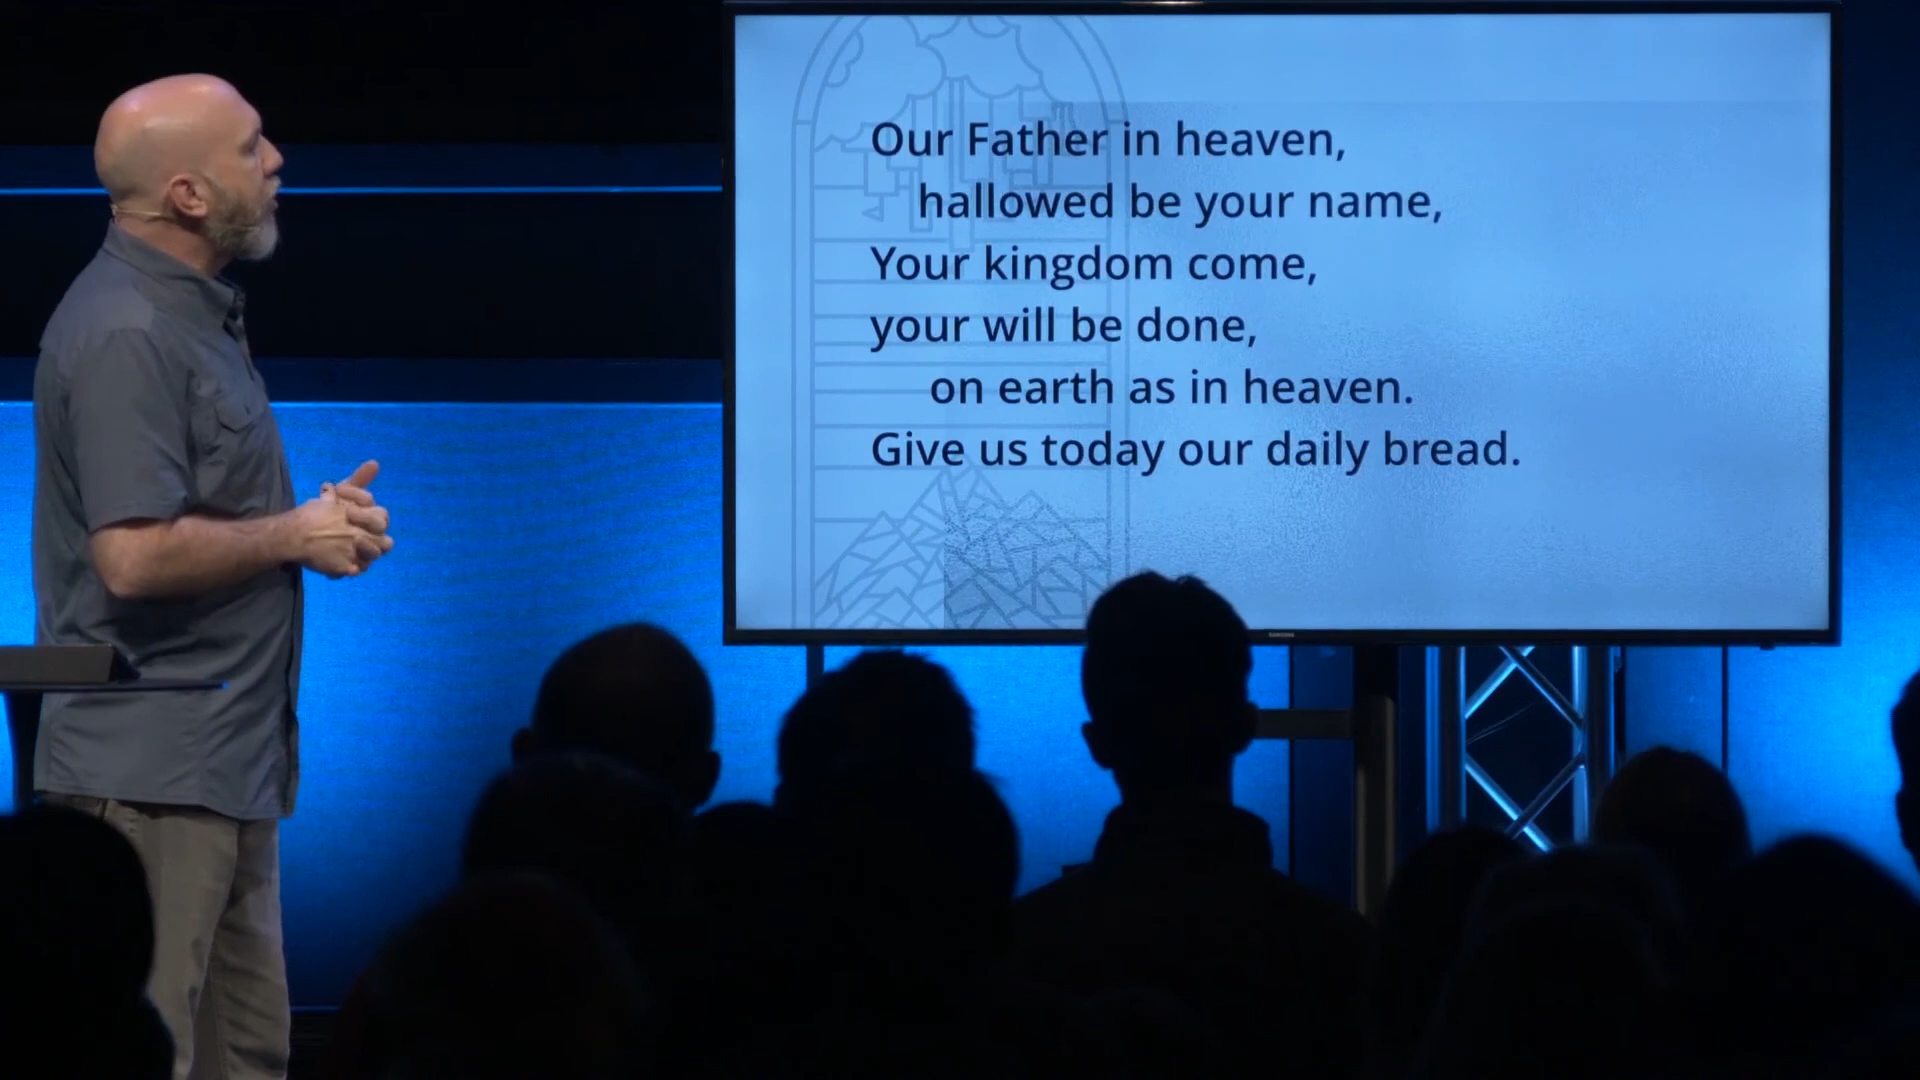 Our Father in heaven,
hallowed be your name,
Your kingdom come,
your will be done,
on earth as in heaven.
Give us today our daily bread.
SAMSUNG